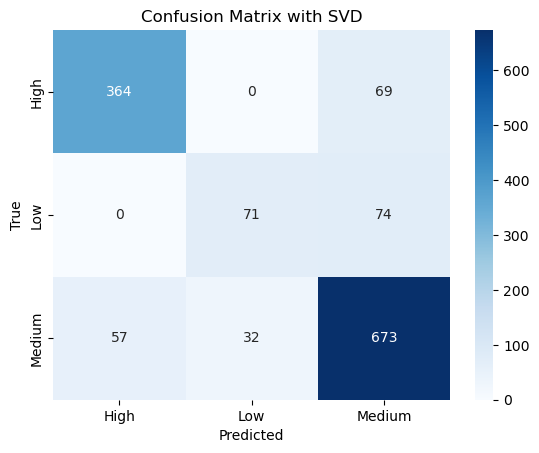 Confusion Matrix with SVD
High 364 0 69
Low 0 71 74
Medium 57 32 673
High Low Medium
Predicted
True
600
500
400
300
200
100
0